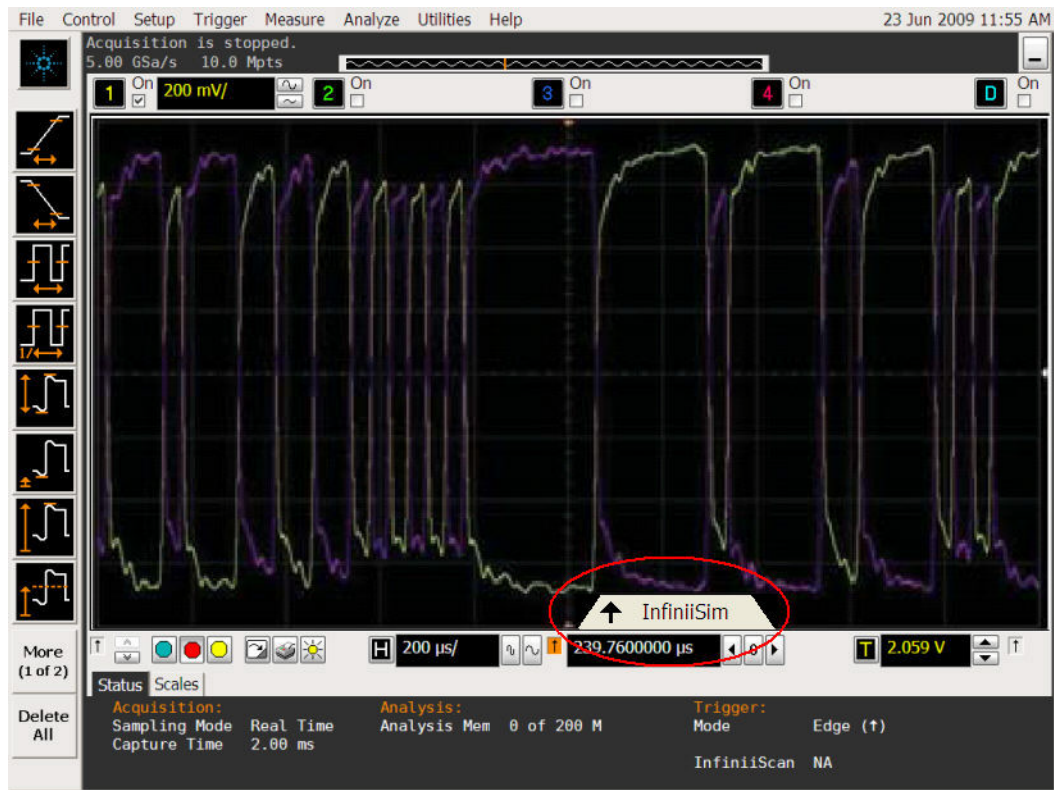 File Control Setup Trigger Measure Analyze Utilities Help 23 Jun 2009 11:55 AM
Acquisition is stopped.
5.00 GSa/s 10.0 Mpts
1 On 200 mV/ 2 On 3 On 4 On D On
1/
InfiniiSim
More
(1 of 2)
H 200 µs/ 239.7600000 µs 0 T 2.059 V
Status Scales
Delete
All
Acquisition: Analysis: Trigger:
Sampling Mode Real Time Analysis Mem 0 of 200 M Mode Edge (↑)
Capture Time 2.00 ms
InfiniiScan NA